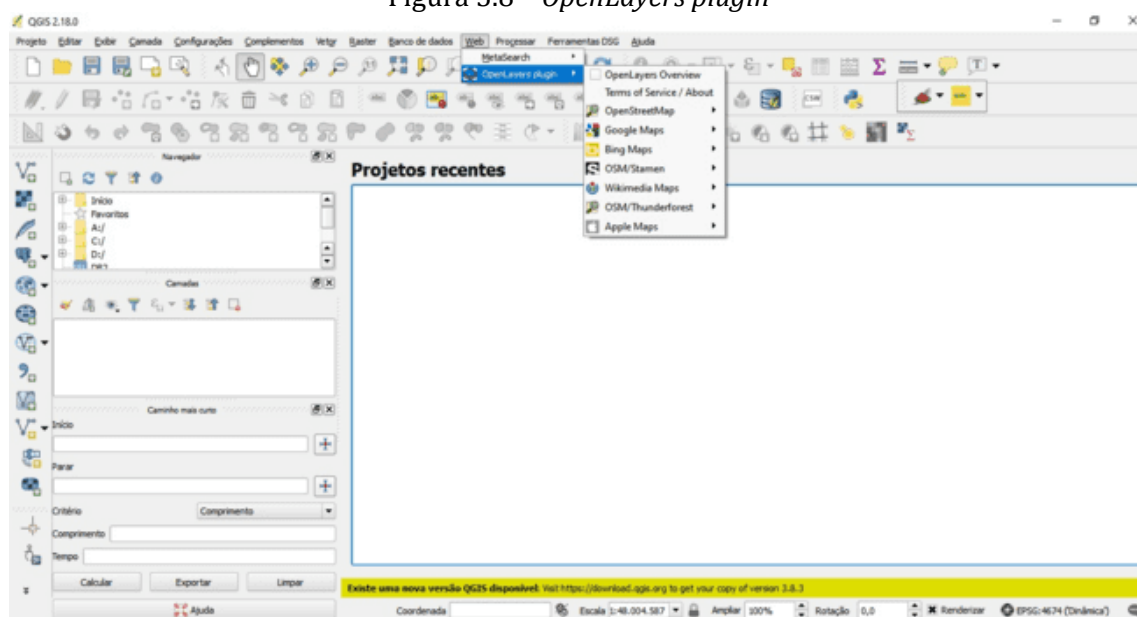 Figura 3.8 – OpenLayers plugin
QGIS 2.18.0
Projeto Editar Exibir Camada Configurações Complementos Vetor Raster Banco de dados Web Processar Ferramentas DSG Ajuda
MetaSearch
OpenLayers plugin
OpenLayers Overview
Terms of Service / About
OpenStreetMap
Google Maps
Bing Maps
OSM/Stamen
Wikimedia Maps
OSM/Thunderforest
Apple Maps
CSW
Navegador
Início
Favoritos
A:/
C:/
D:/
DB2
Projetos recentes
Camadas
Caminho mais curto
Início
Parar
Critério
Comprimento
Comprimento
Tempo
Calcular Exportar Limpar
Ajuda
Existe uma nova versão QGIS disponível: Visit https://download.qgis.org to get your copy of version 3.8.3
Coordenada Escala 1:48.004.587 Ampliar 100% Rotação 0,0 Renderizar EPSG:4674 (Dinâmica)